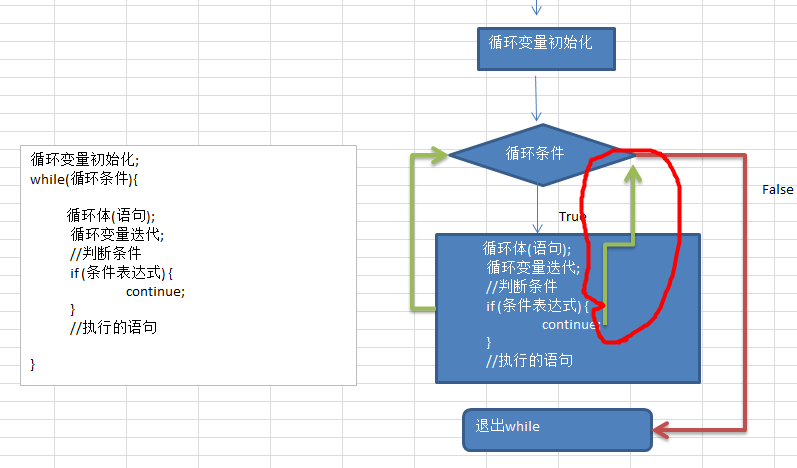 循环变量初始化
循环条件
True
False
循环变量初始化;
while(循环条件){
循环体(语句);
循环变量迭代;
//判断条件
if (条件表达式) {
continue;
}
//执行的语句
}
循环体(语句);
循环变量迭代;
//判断条件
if (条件表达式) {
continue;
}
//执行的语句
退出while